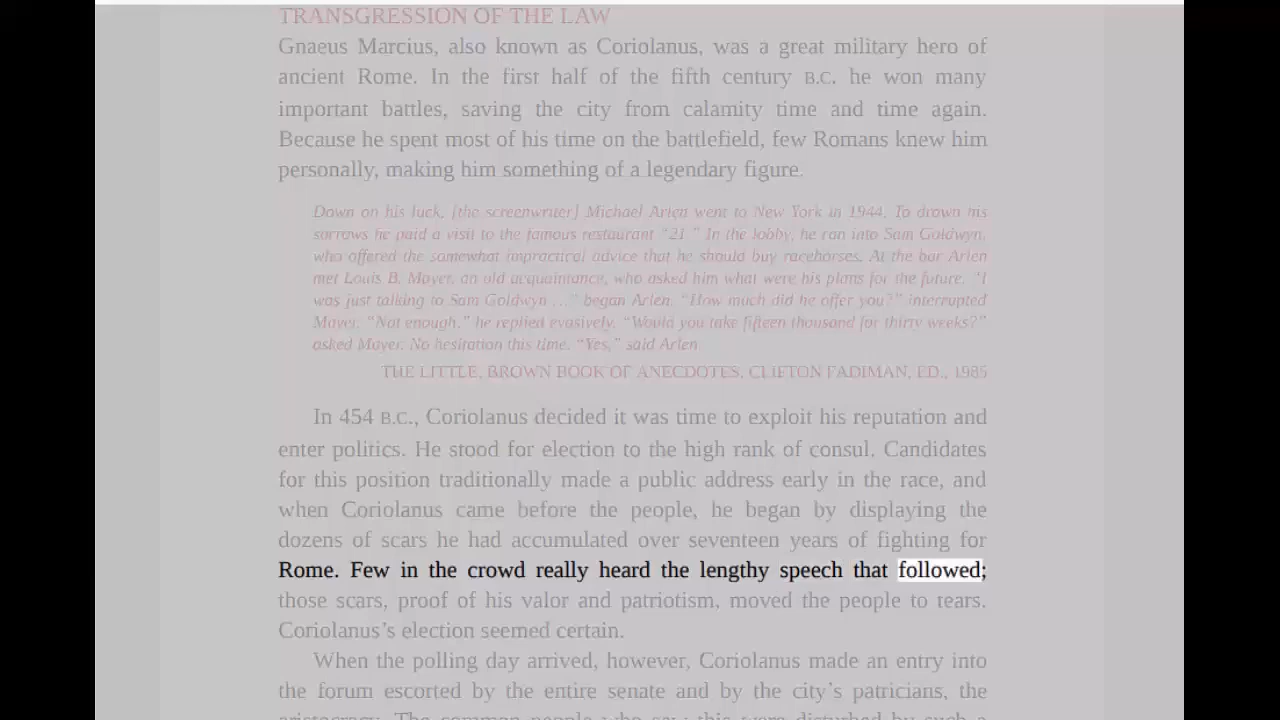 TRANSGRESSION OF THE LAW
Gnaeus Marcius, also known as Coriolanus, was a great military hero of
ancient Rome. In the first half of the fifth century B.C. he won many
important battles, saving the city from calamity time and time again.
Because he spent most of his time on the battlefield, few Romans knew him
personally, making him something of a legendary figure.
Down on his luck, [the screenwriter] Michael Arlen went to New York in 1944. To drown his
sorrows he paid a visit to the famous restaurant “21.” In the lobby, he ran into Sam Goldwyn,
who offered the somewhat impractical advice that he should buy racehorses. At the bar Arlen
met Louis B. Mayer, an old acquaintance, who asked him what were his plans for the future. “I
was just talking to Sam Goldwyn ...” began Arlen. “How much did he offer you?” interrupted
Mayer. “Not enough,” he replied evasively. “Would you take fifteen thousand for thirty weeks?”
asked Mayer. No hesitation this time. “Yes,” said Arlen
THE LITTLE, BROWN BOOK OF ANECDOTES, CLIFTON FADIMAN, ED., 1985
In 454 B.C., Coriolanus decided it was time to exploit his reputation and
enter politics. He stood for election to the high rank of consul. Candidates
for this position traditionally made a public address early in the race, and
when Coriolanus came before the people, he began by displaying the
dozens of scars he had accumulated over seventeen years of fighting for
Rome. Few in the crowd really heard the lengthy speech that followed;
those scars, proof of his valor and patriotism, moved the people to tears.
Coriolanus’s election seemed certain.
When the polling day arrived, however, Coriolanus made an entry into
the forum escorted by the entire senate and by the city’s patricians, the
aristocracy. The common people who saw this were disturbed by such a